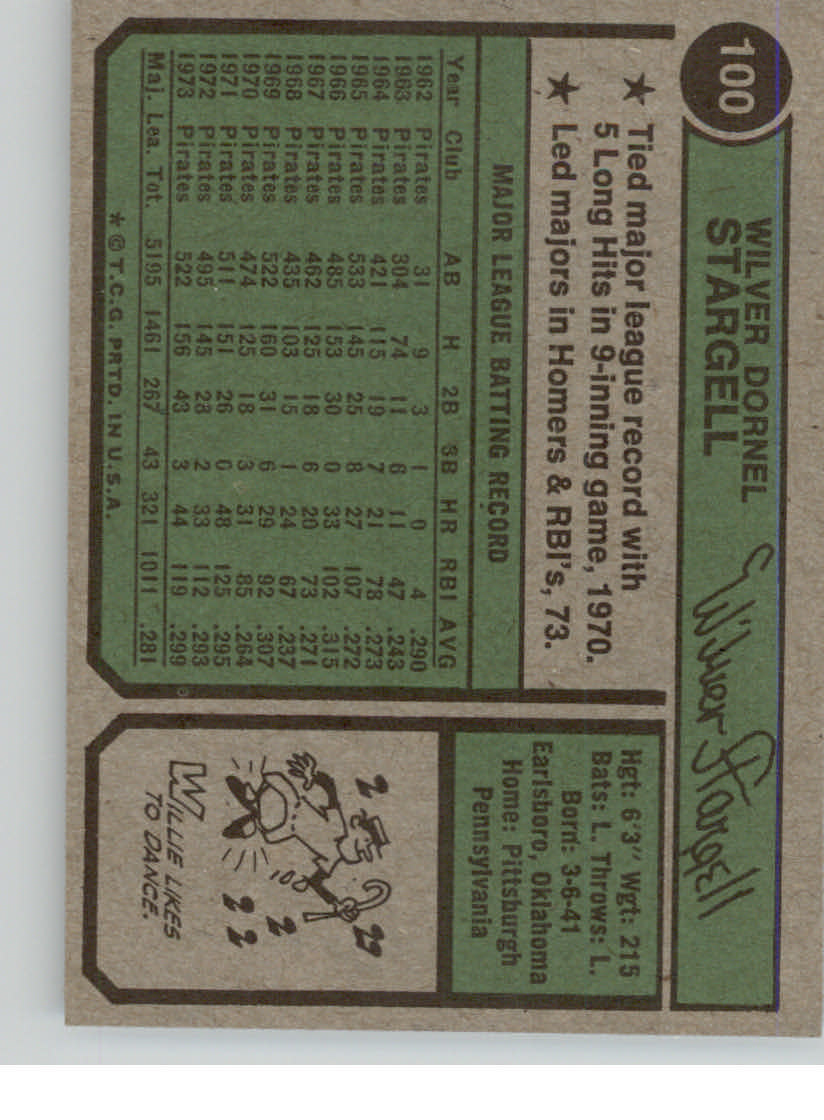 100
WILVER DORNEL
STARGELL
Wilver Stargell
★ Tied major league record with
5 Long Hits in 9-inning game, 1970.
★ Led majors in Homers & RBI's, 73.
MAJOR LEAGUE BATTING RECORD
Year Club AB H 2B 3B HR RBI AVG
1962 Pirates 31 9 3 1 0 4 .290
1963 Pirates 304 74 11 6 11 47 .243
1964 Pirates 421 115 19 7 21 78 .273
1965 Pirates 533 145 25 8 27 107 .272
1966 Pirates 485 153 30 0 33 102 .315
1967 Pirates 462 125 18 6 20 73 .271
1968 Pirates 435 103 15 1 24 67 .237
1969 Pirates 522 160 31 6 29 92 .307
1970 Pirates 474 125 18 3 31 85 .264
1971 Pirates 511 151 26 0 48 125 .295
1972 Pirates 495 145 28 2 33 112 .293
1973 Pirates 522 156 43 3 44 119 .299
Maj. Lea. Tot. 5195 1461 267 43 321 1011 .281
* © T.C.G. PRTD. IN U.S.A.
Hgt: 6'3" Wgt: 215
Bats: L. Throws: L.
Born: 3-6-41
Earlsboro, Oklahoma
Home: Pittsburgh
Pennsylvania
WILLIE LIKES
TO DANCE.